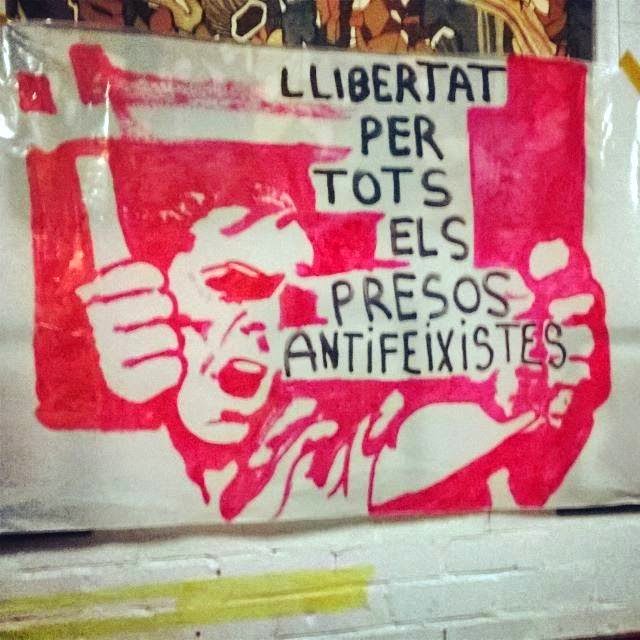 LLIBERTAT
PER
TOTS
ELS
PRESOS
ANTIFEIXISTES